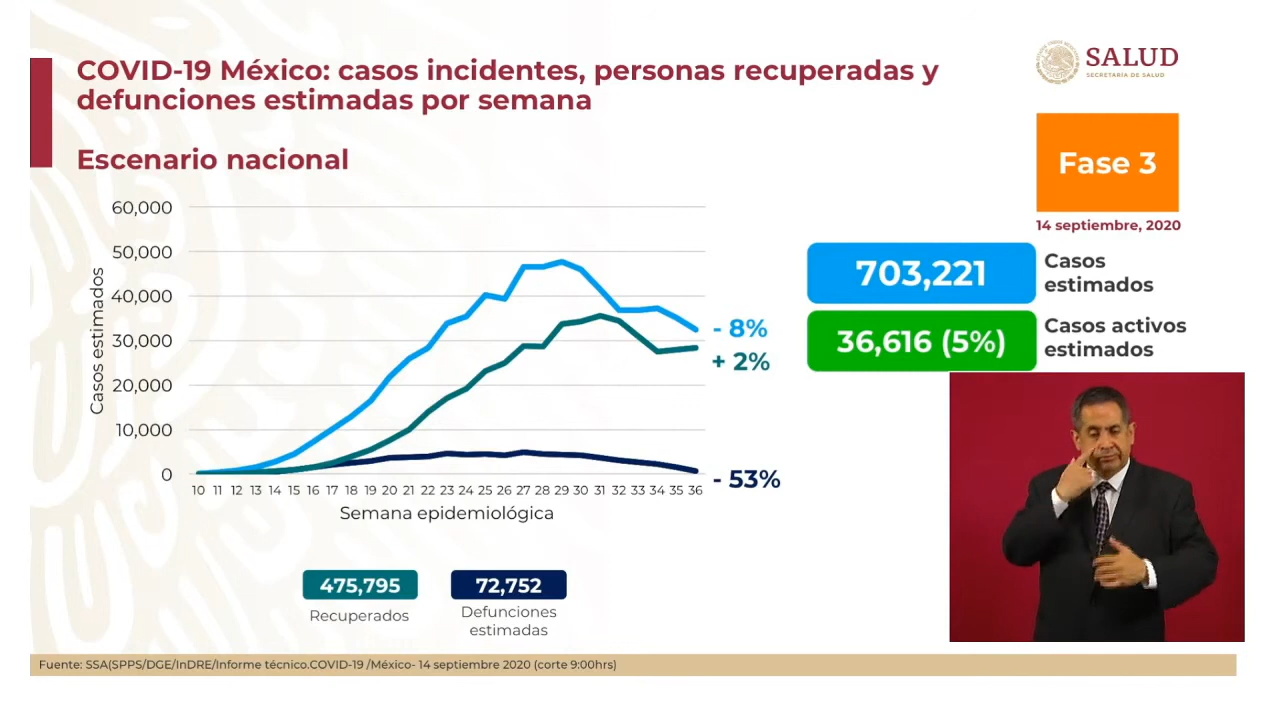 COVID-19 México: casos incidentes, personas recuperadas y
defunciones estimadas por semana
Escenario nacional
SALUD
SECRETARÍA DE SALUD
Fase 3
14 septiembre, 2020
703,221
Casos
estimados
36,616 (5%)
Casos activos
estimados
Casos estimados
60,000
50,000
40,000
30,000
20,000
10,000
0
- 8%
+ 2%
- 53%
10 11 12 13 14 15 16 17 18 19 20 21 22 23 24 25 26 27 28 29 30 31 32 33 34 35 36
Semana epidemiológica
475,795
Recuperados
72,752
Defunciones
estimadas
Fuente: SSA(SPPS/DGE/InDRE/Informe técnico.COVID-19 /México- 14 septiembre 2020 (corte 9:00hrs)